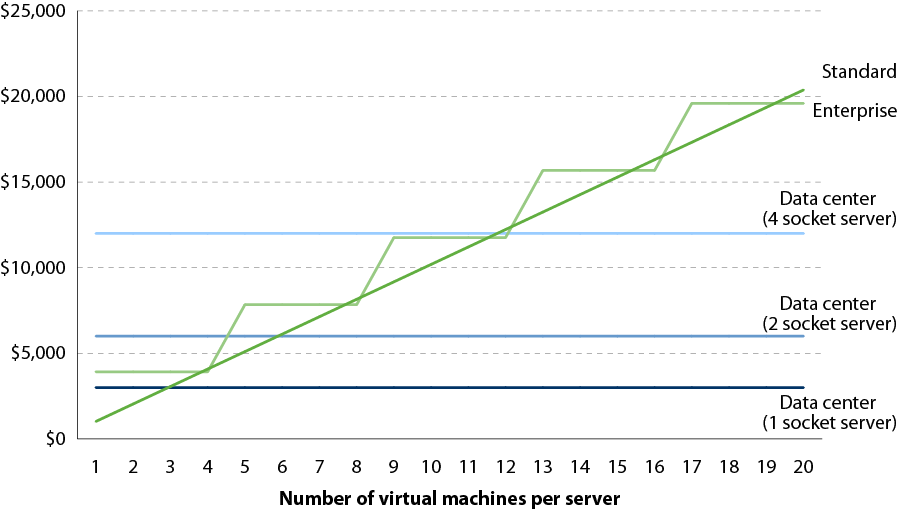 $25,000
Standard
$20,000
Enterprise
$15,000
Data center
(4 socket server)
$10,000
Data center
(2 socket server)
$5,000
Data center
(1 socket server)
$0
1 2 3 4 5 6 7 8 9 10 11 12 13 14 15 16 17 18 19 20
Number of virtual machines per server